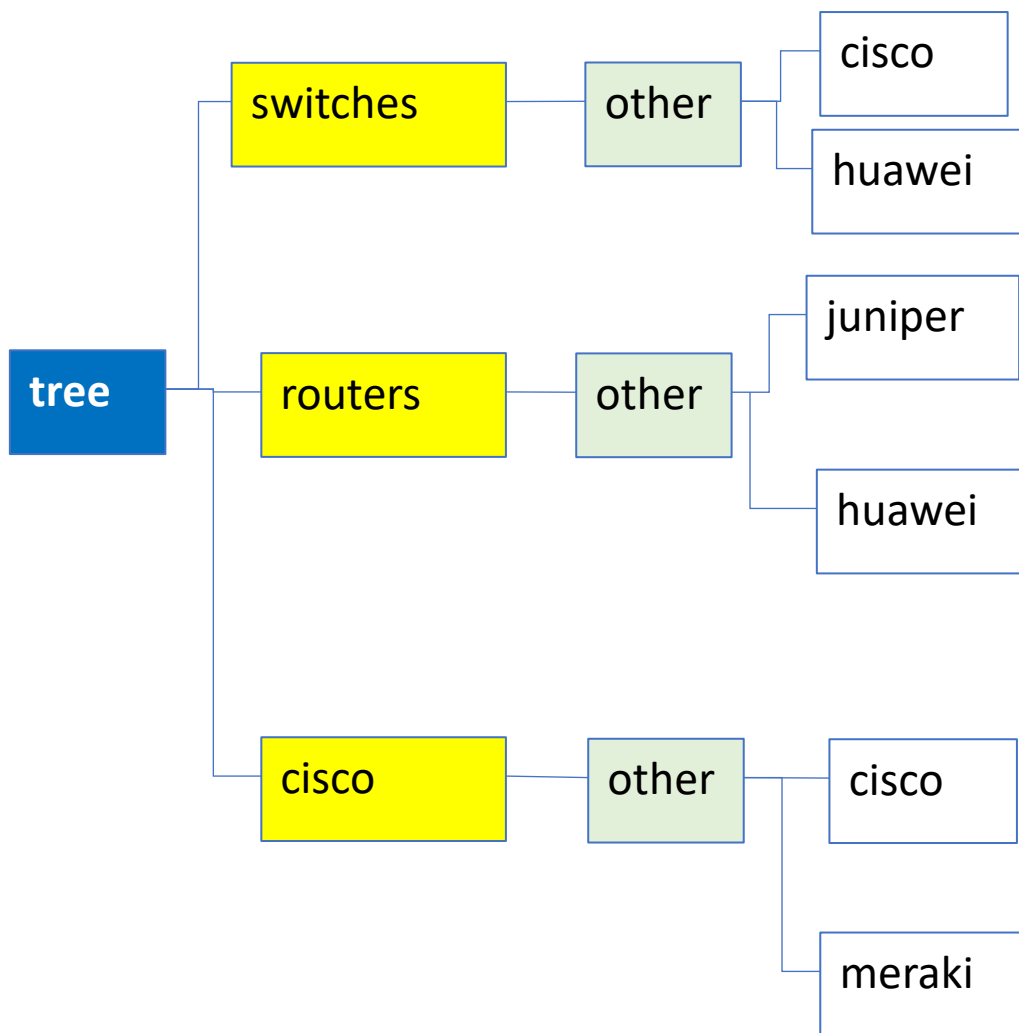 cisco
switches
other
huawei
juniper
tree
routers
other
huawei
cisco
other
cisco
meraki